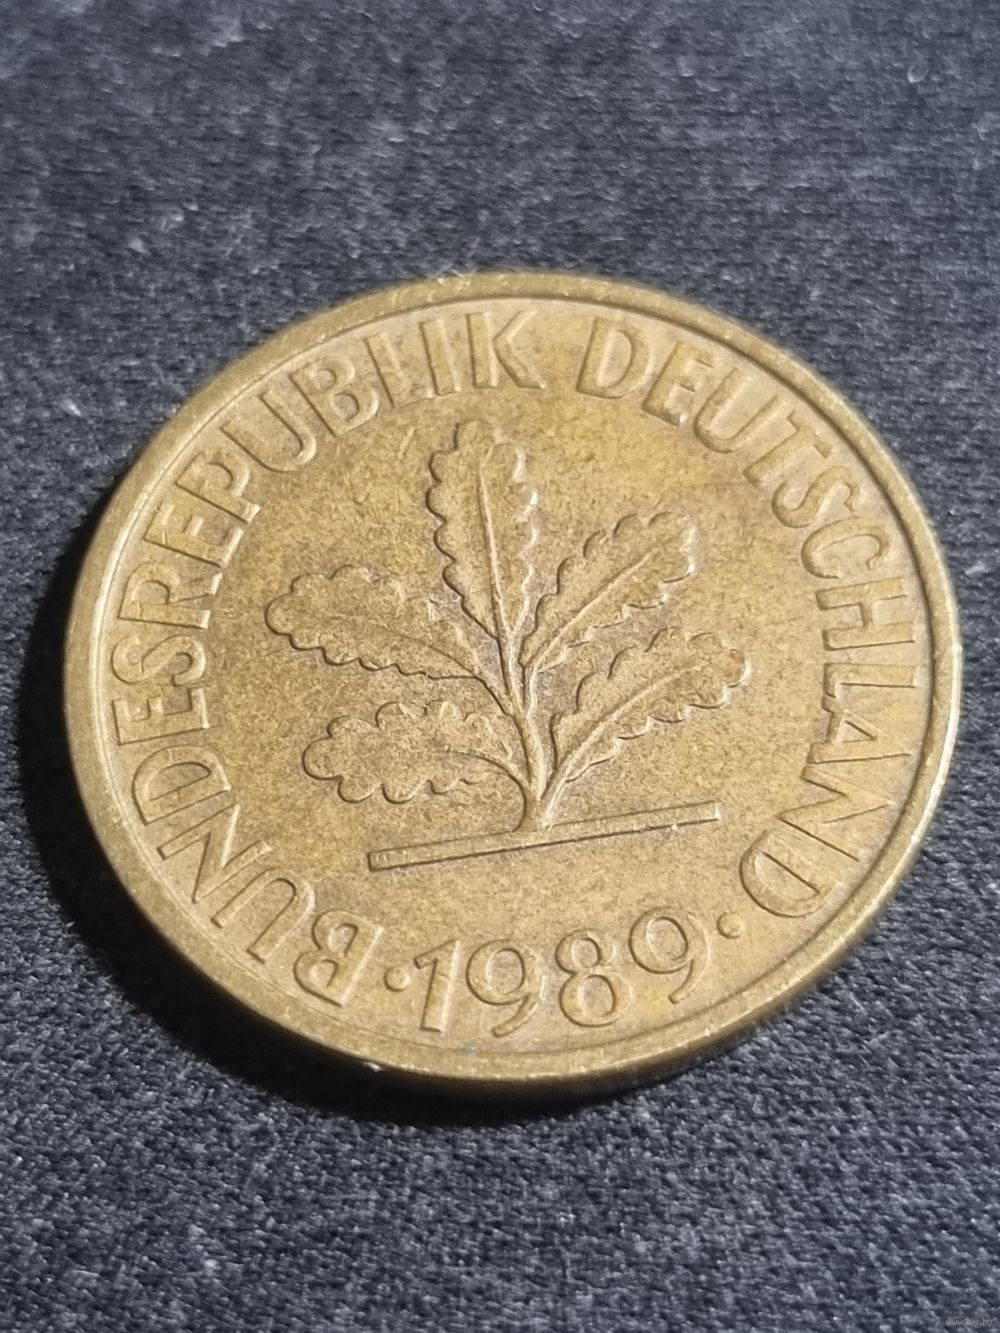 BUNDESREPUBLIK DEUTSCHLAND
· 1989 ·